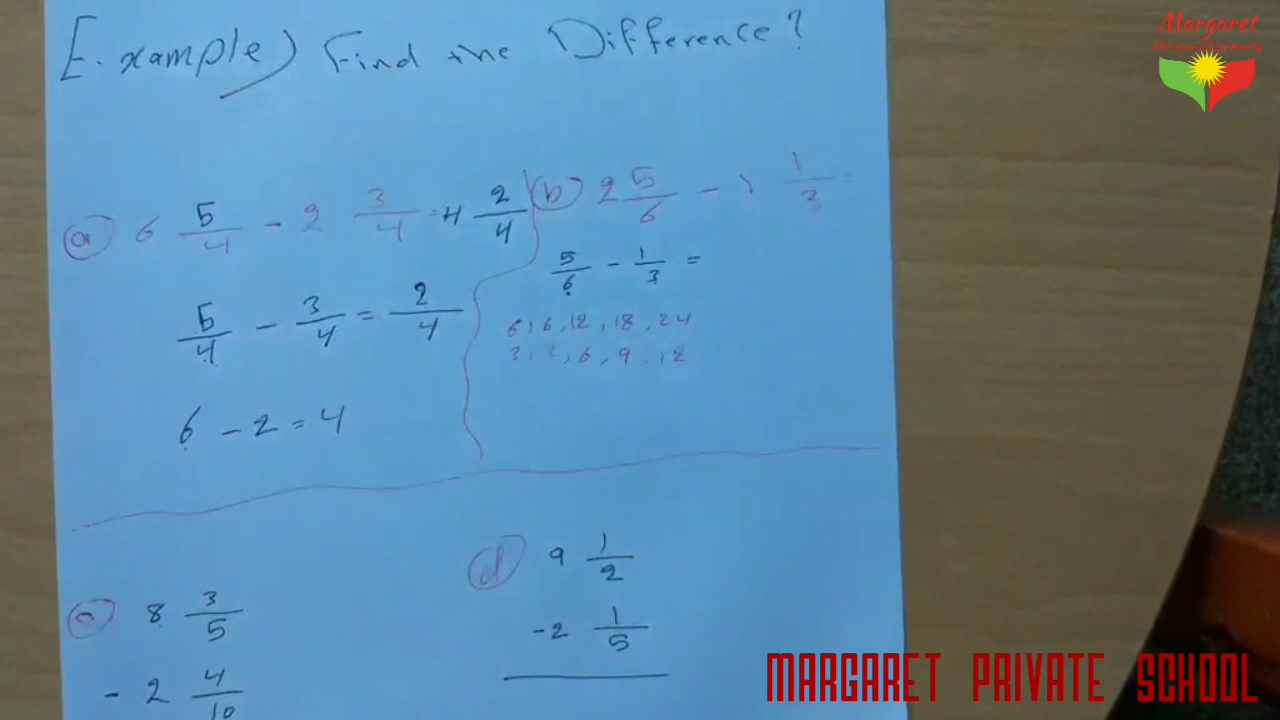 Margaret
[E.xample) Find the Difference?
(a) 6 5/4 - 2 3/4 = 4 2/4
5/4 - 3/4 = 2/4
6 - 2 = 4
(b) 2 5/6 - 1 1/3 =
5/6 - 1/3 =
6: 6, 12, 18, 24
3: 3, 6, 9, 12
8 3/5
- 2 4/10
(d) 9 1/2
- 2 1/5
MARGARET PRIVATE SCHOOL